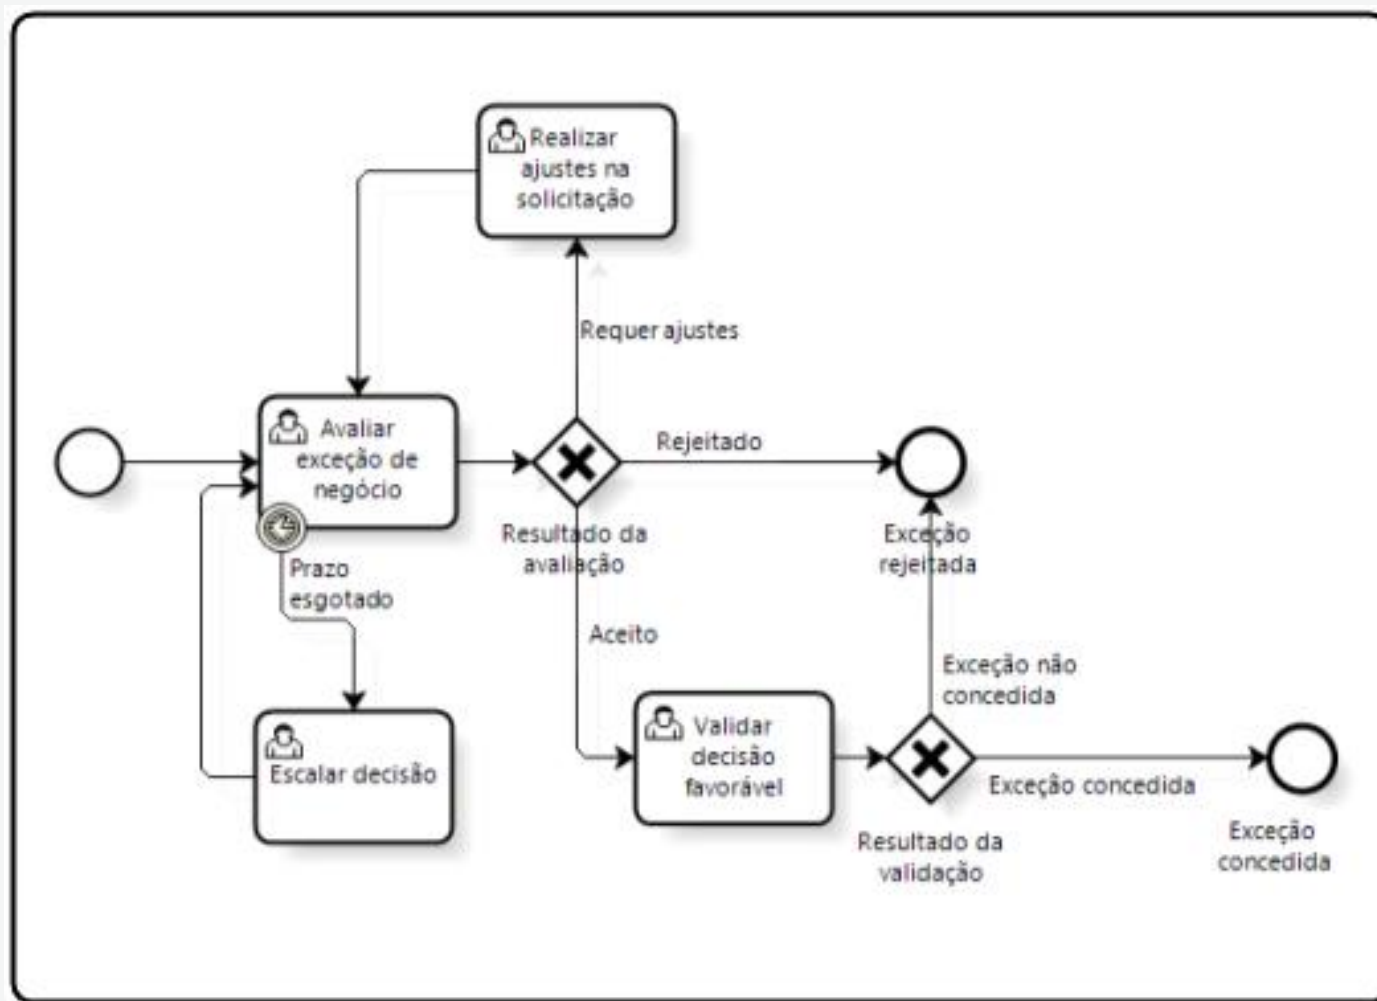 Realizar
ajustes na
solicitação
Requer ajustes
Avaliar
exceção de
negócio
Rejeitado
Resultado da
avaliação
Exceção
rejeitada
Prazo
esgotado
Aceito
Exceção não
concedida
Validar
decisão
favorável
Escalar decisão
Exceção concedida
Resultado da
validação
Exceção
concedida